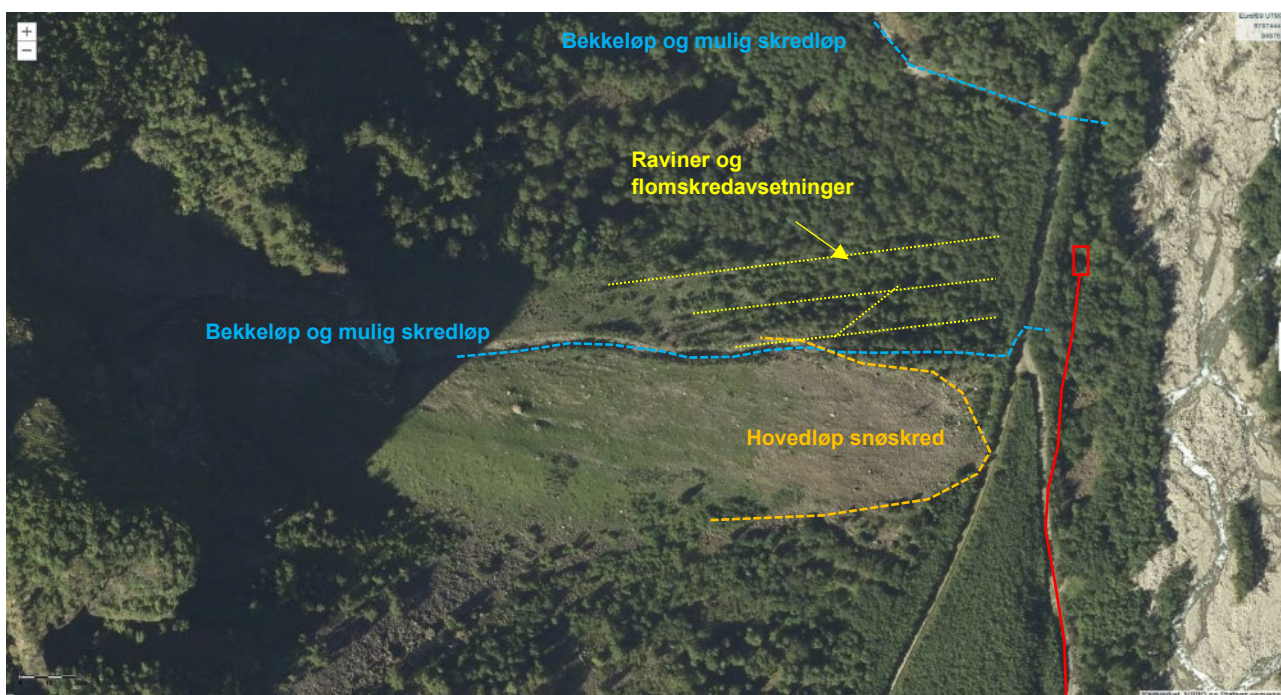 +
−
Bekkeløp og mulig skredløp
Raviner og
flomskredavsetninger
Bekkeløp og mulig skredløp
Hovedløp snøskred